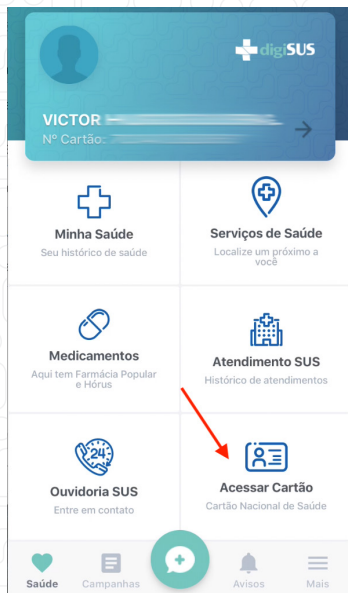 digiSUS
VICTOR
Nº Cartão:
Minha Saúde
Seu histórico de saúde
Serviços de Saúde
Localize um próximo a
você
Medicamentos
Aqui tem Farmácia Popular
e Hórus
Atendimento SUS
Histórico de atendimentos
24
Ouvidoria SUS
Entre em contato
Acessar Cartão
Cartão Nacional de Saúde
Saúde
Campanhas
Avisos
Mais